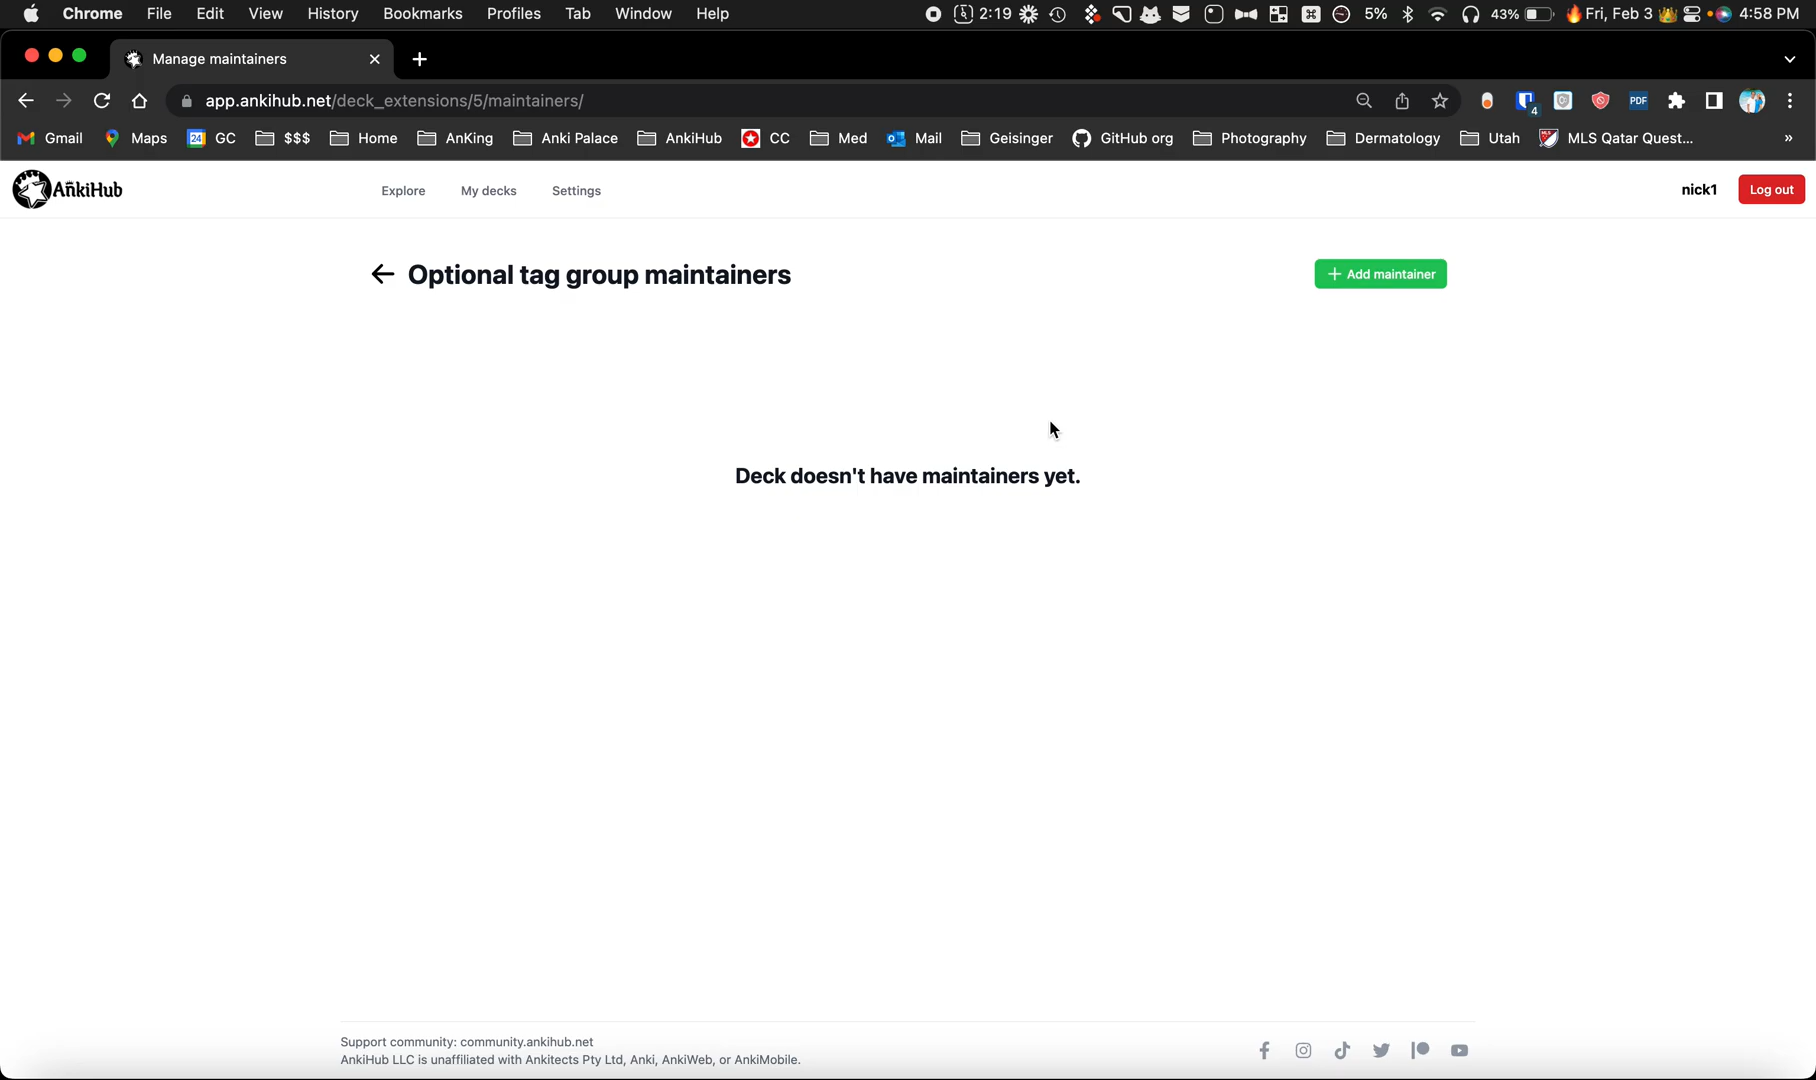 Chrome File Edit View History Bookmarks Profiles Tab Window Help 2:19 5% 43% Fri, Feb 3 4:58 PM
Manage maintainers
app.ankihub.net/deck_extensions/5/maintainers/ 4 PDF
Gmail Maps 24 GC $$$ Home AnKing Anki Palace AnkiHub CC Med Mail Geisinger GitHub org Photography Dermatology Utah MLS Qatar Quest... »
AnkiHub Explore My decks Settings nick1 Log out
Optional tag group maintainers + Add maintainer
Deck doesn't have maintainers yet.
Support community: community.ankihub.net
AnkiHub LLC is unaffiliated with Ankitects Pty Ltd, Anki, AnkiWeb, or AnkiMobile.